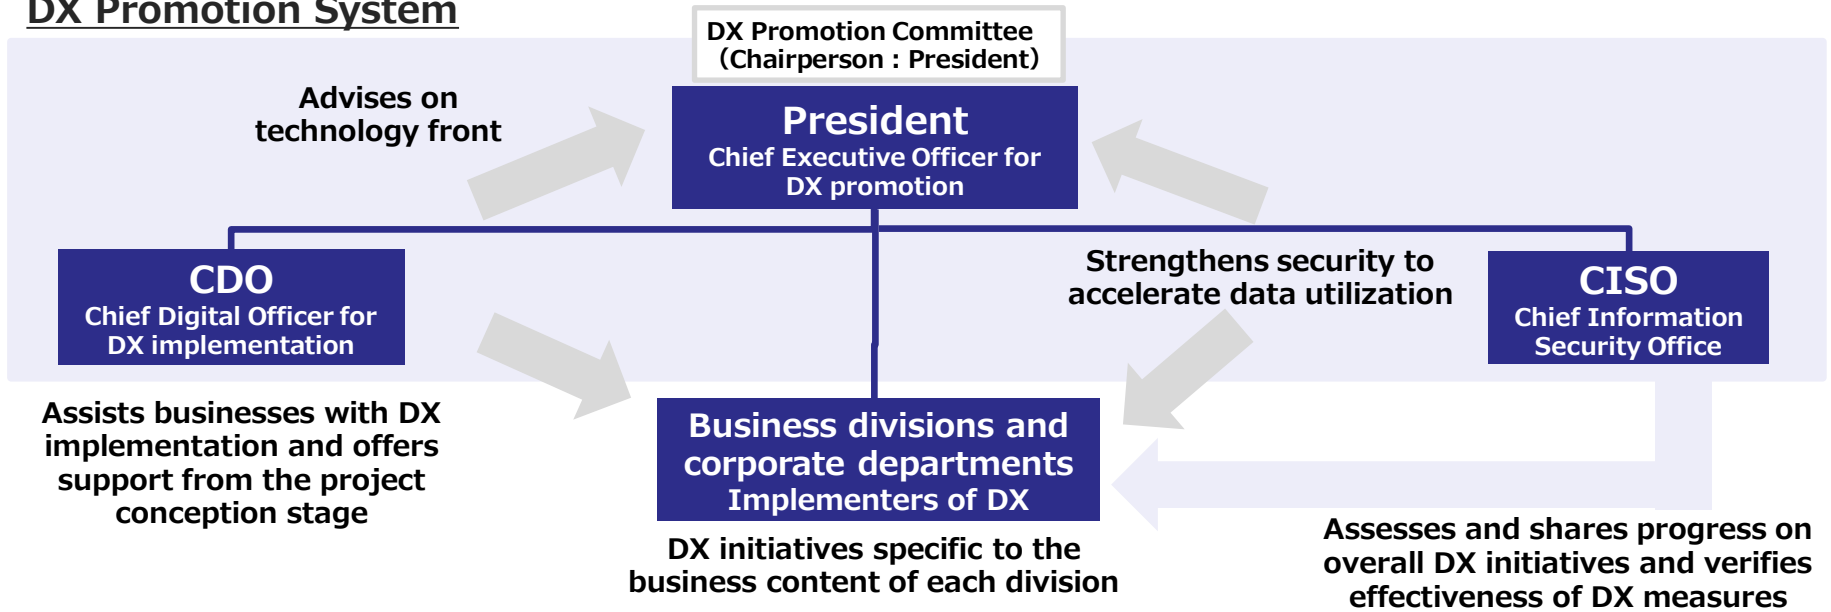 DX Promotion System
DX Promotion Committee
（Chairperson：President）
Advises on
technology front
President
Chief Executive Officer for
DX promotion
CDO
Chief Digital Officer for
DX implementation
Strengthens security to
accelerate data utilization
CISO
Chief Information
Security Office
Assists businesses with DX
implementation and offers
support from the project
conception stage
Business divisions and
corporate departments
Implementers of DX
DX initiatives specific to the
business content of each division
Assesses and shares progress on
overall DX initiatives and verifies
effectiveness of DX measures